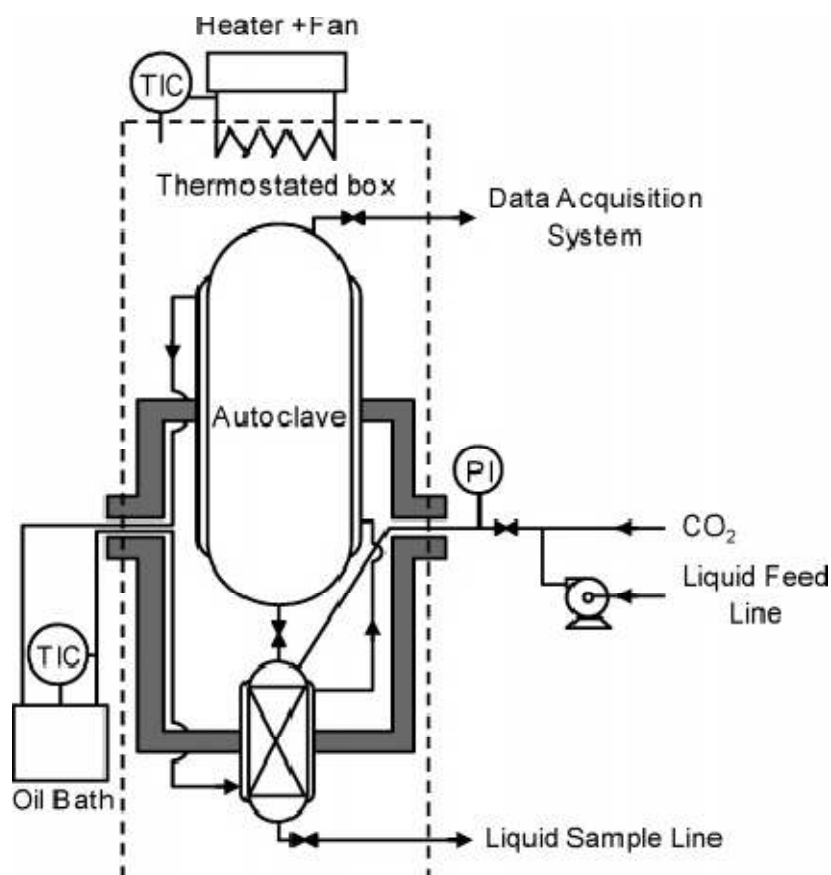 Heater +Fan
TIC
Thermostated box
Data Acquisition
System
Autoclave
PI
CO₂
Liquid Feed
Line
TIC
Oil Bath
Liquid Sample Line